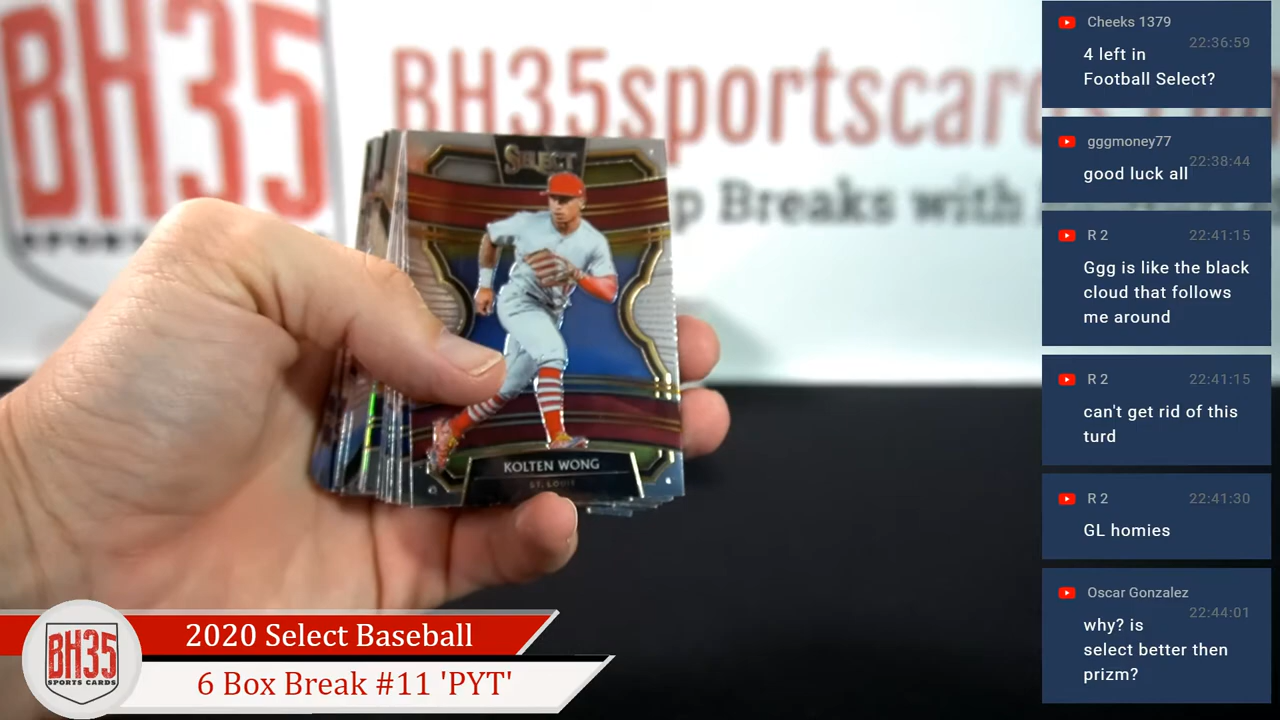 BH35
SPORTS CARDS
BH35sportscards.com
p Breaks with
SELECT
KOLTEN WONG
ST. LOUIS
2020 Select Baseball
6 Box Break #11 'PYT'
BH35
SPORTS CARDS
Cheeks 1379
22:36:59
4 left in
Football Select?
gggmoney77
22:38:44
good luck all
R 2 22:41:15
Ggg is like the black
cloud that follows
me around
R 2 22:41:15
can't get rid of this
turd
R 2 22:41:30
GL homies
Oscar Gonzalez
22:44:01
why? is
select better then
prizm?